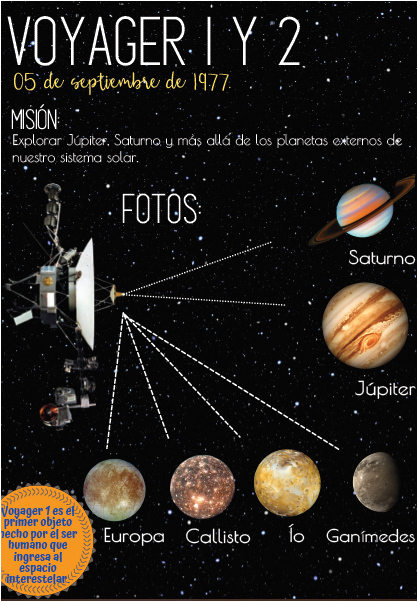 VOYAGER I Y 2
05 de septiembre de 1977
MISIÓN:
Explorar Júpiter, Saturno y más allá de los planetas externos de
nuestro sistema solar.
FOTOS:
Saturno
Júpiter
Europa
Callisto
Ío
Ganímedes
Voyager 1 es el
primer objeto
hecho por el ser
humano que
ingresa al
espacio
interestelar.